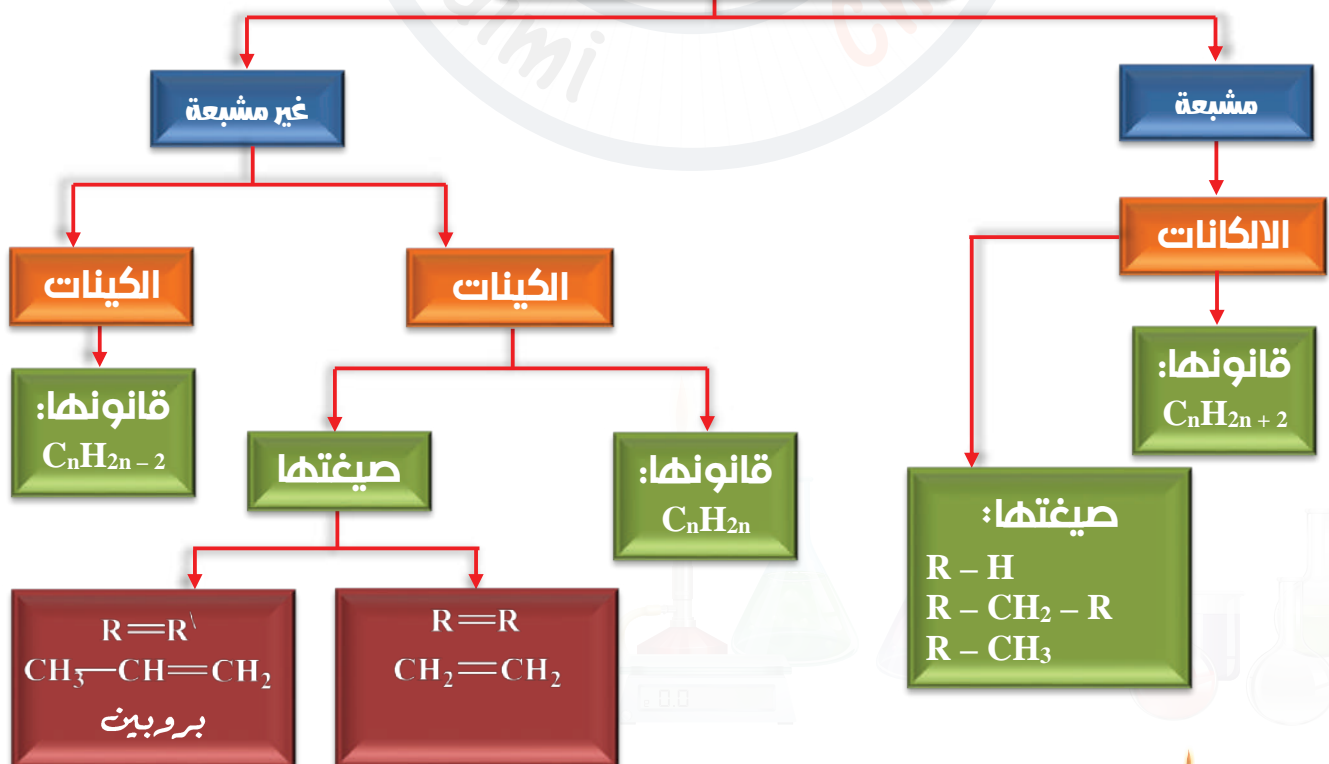 مشبعة
غير مشبعة
الالكانات
الكينات
الكينات
قانونها:
CₙH₂ₙ ₊ ₂
صيغتها:
R – H
R – CH₂ – R
R – CH₃
قانونها:
CₙH₂ₙ
صيغتها
R=R
CH₂=CH₂
R=R\
CH₃—CH=CH₂
بروبين
قانونها:
CₙH₂ₙ ₋ ₂